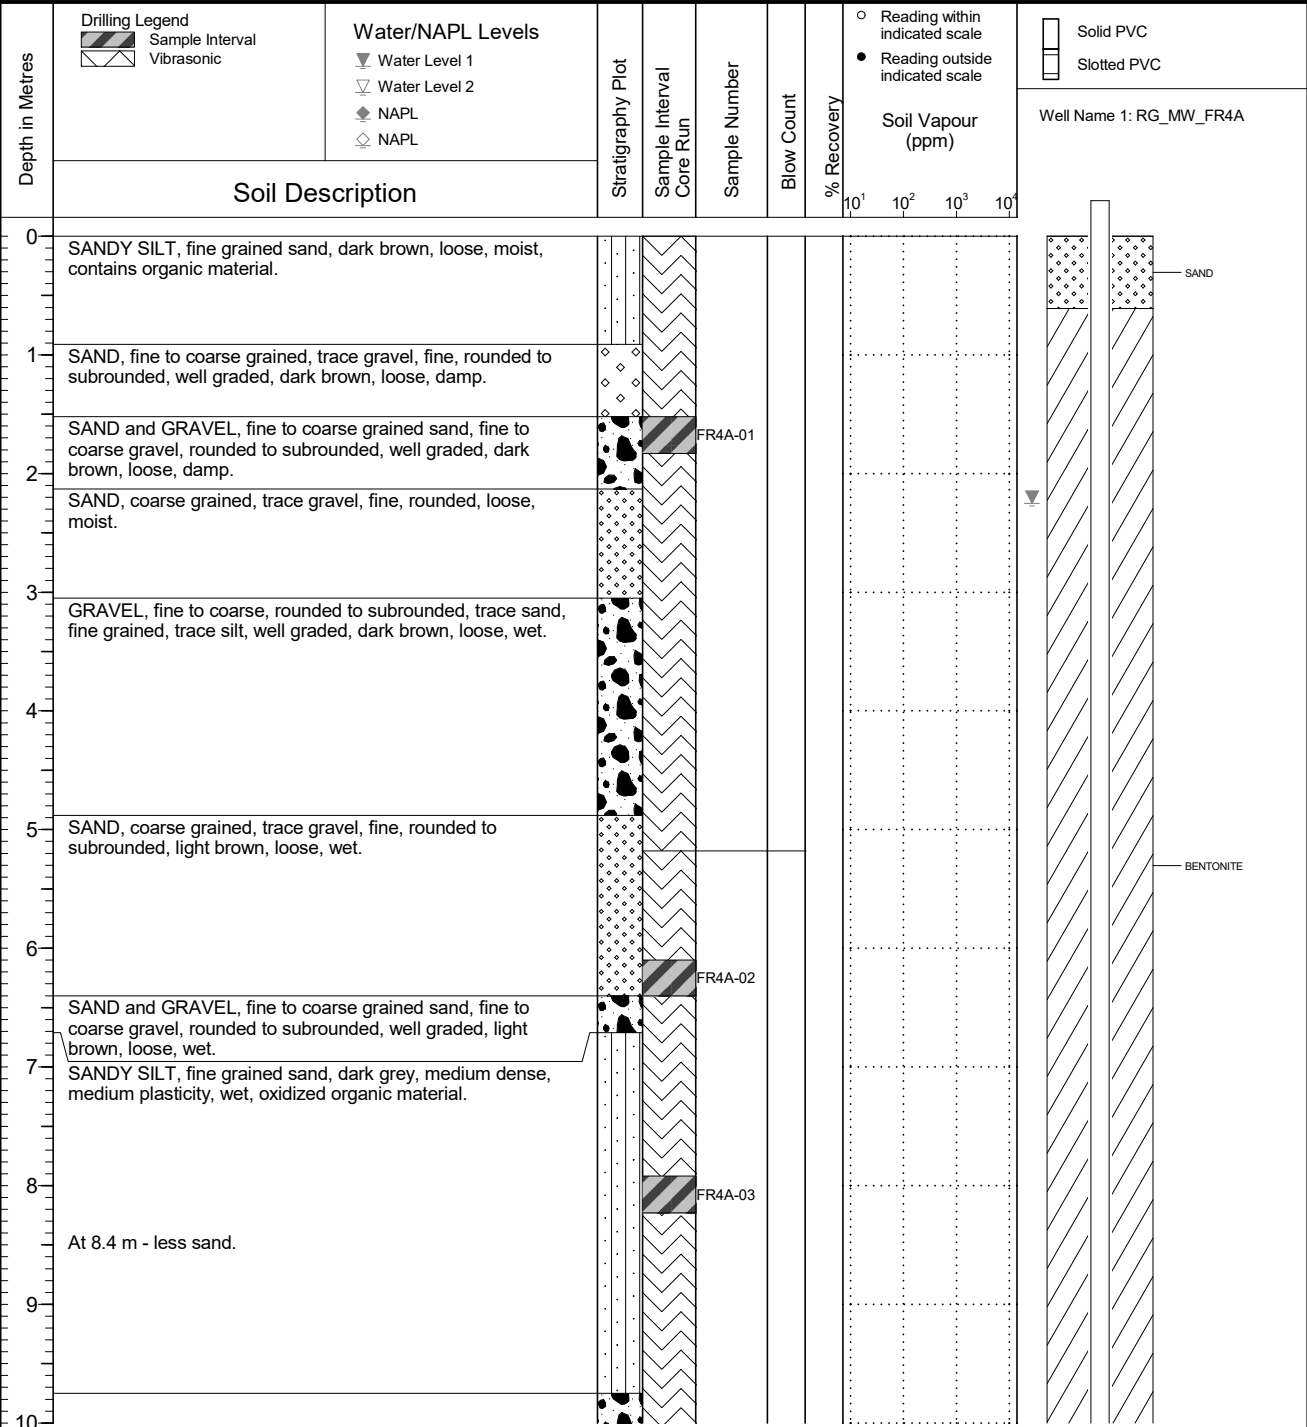 Drilling Legend
Sample Interval
Vibrasonic
Water/NAPL Levels
Water Level 1
Water Level 2
NAPL
NAPL
Depth in Metres
Soil Description
Stratigraphy Plot
Sample Interval
Core Run
Sample Number
Blow Count
% Recovery
Reading within
indicated scale
Reading outside
indicated scale
Soil Vapour
(ppm)
10¹ 10² 10³ 10⁴
Solid PVC
Slotted PVC
Well Name 1: RG_MW_FR4A
0
SANDY SILT, fine grained sand, dark brown, loose, moist,
contains organic material.
SAND
1
SAND, fine to coarse grained, trace gravel, fine, rounded to
subrounded, well graded, dark brown, loose, damp.
SAND and GRAVEL, fine to coarse grained sand, fine to
coarse gravel, rounded to subrounded, well graded, dark
brown, loose, damp.
FR4A-01
2
SAND, coarse grained, trace gravel, fine, rounded, loose,
moist.
3
GRAVEL, fine to coarse, rounded to subrounded, trace sand,
fine grained, trace silt, well graded, dark brown, loose, wet.
4
5
SAND, coarse grained, trace gravel, fine, rounded to
subrounded, light brown, loose, wet.
BENTONITE
6
FR4A-02
SAND and GRAVEL, fine to coarse grained sand, fine to
coarse gravel, rounded to subrounded, well graded, light
brown, loose, wet.
7
SANDY SILT, fine grained sand, dark grey, medium dense,
medium plasticity, wet, oxidized organic material.
8
FR4A-03
At 8.4 m - less sand.
9
10